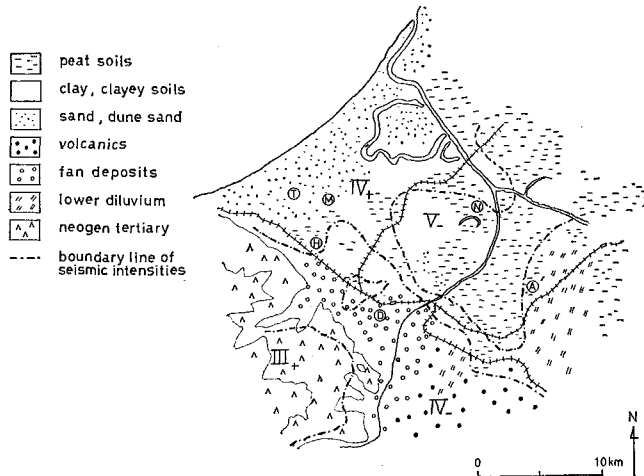 peat soils
clay, clayey soils
sand, dune sand
volcanics
fan deposits
lower diluvium
neogen tertiary
boundary line of
seismic intensities
T
M
IV+
N
V-
H
A
O
III+
IV-
N
0 10km